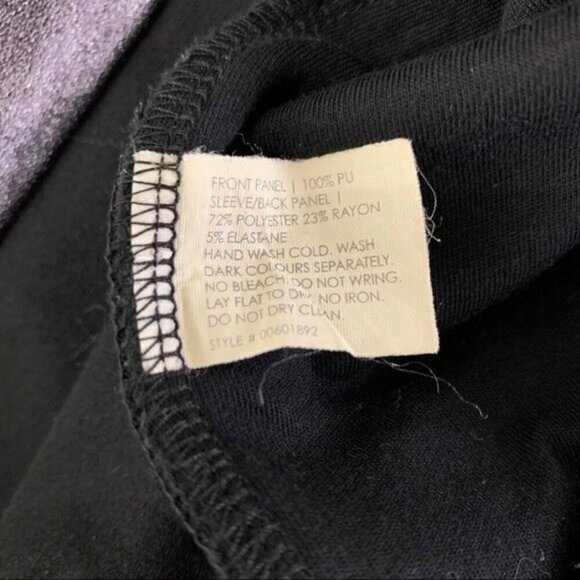 FRONT PANEL | 100% PU
SLEEVE/BACK PANEL |
72% POLYESTER 23% RAYON
5% ELASTANE
HAND WASH COLD. WASH
DARK COLOURS SEPARATELY.
NO BLEACH. DO NOT WRING.
LAY FLAT TO DRY. NO IRON.
DO NOT DRY CLEAN.
STYLE # 00601892